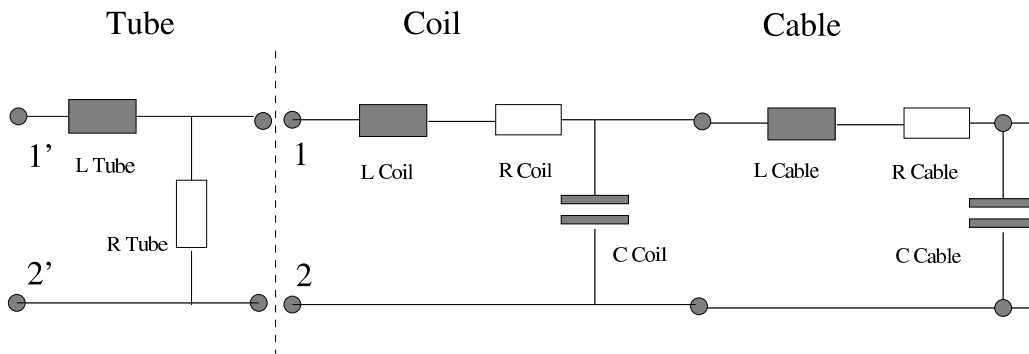 Tube
Coil
Cable
1’
1
L Tube
L Coil
R Coil
L Cable
R Cable
R Tube
C Coil
C Cable
2’
2